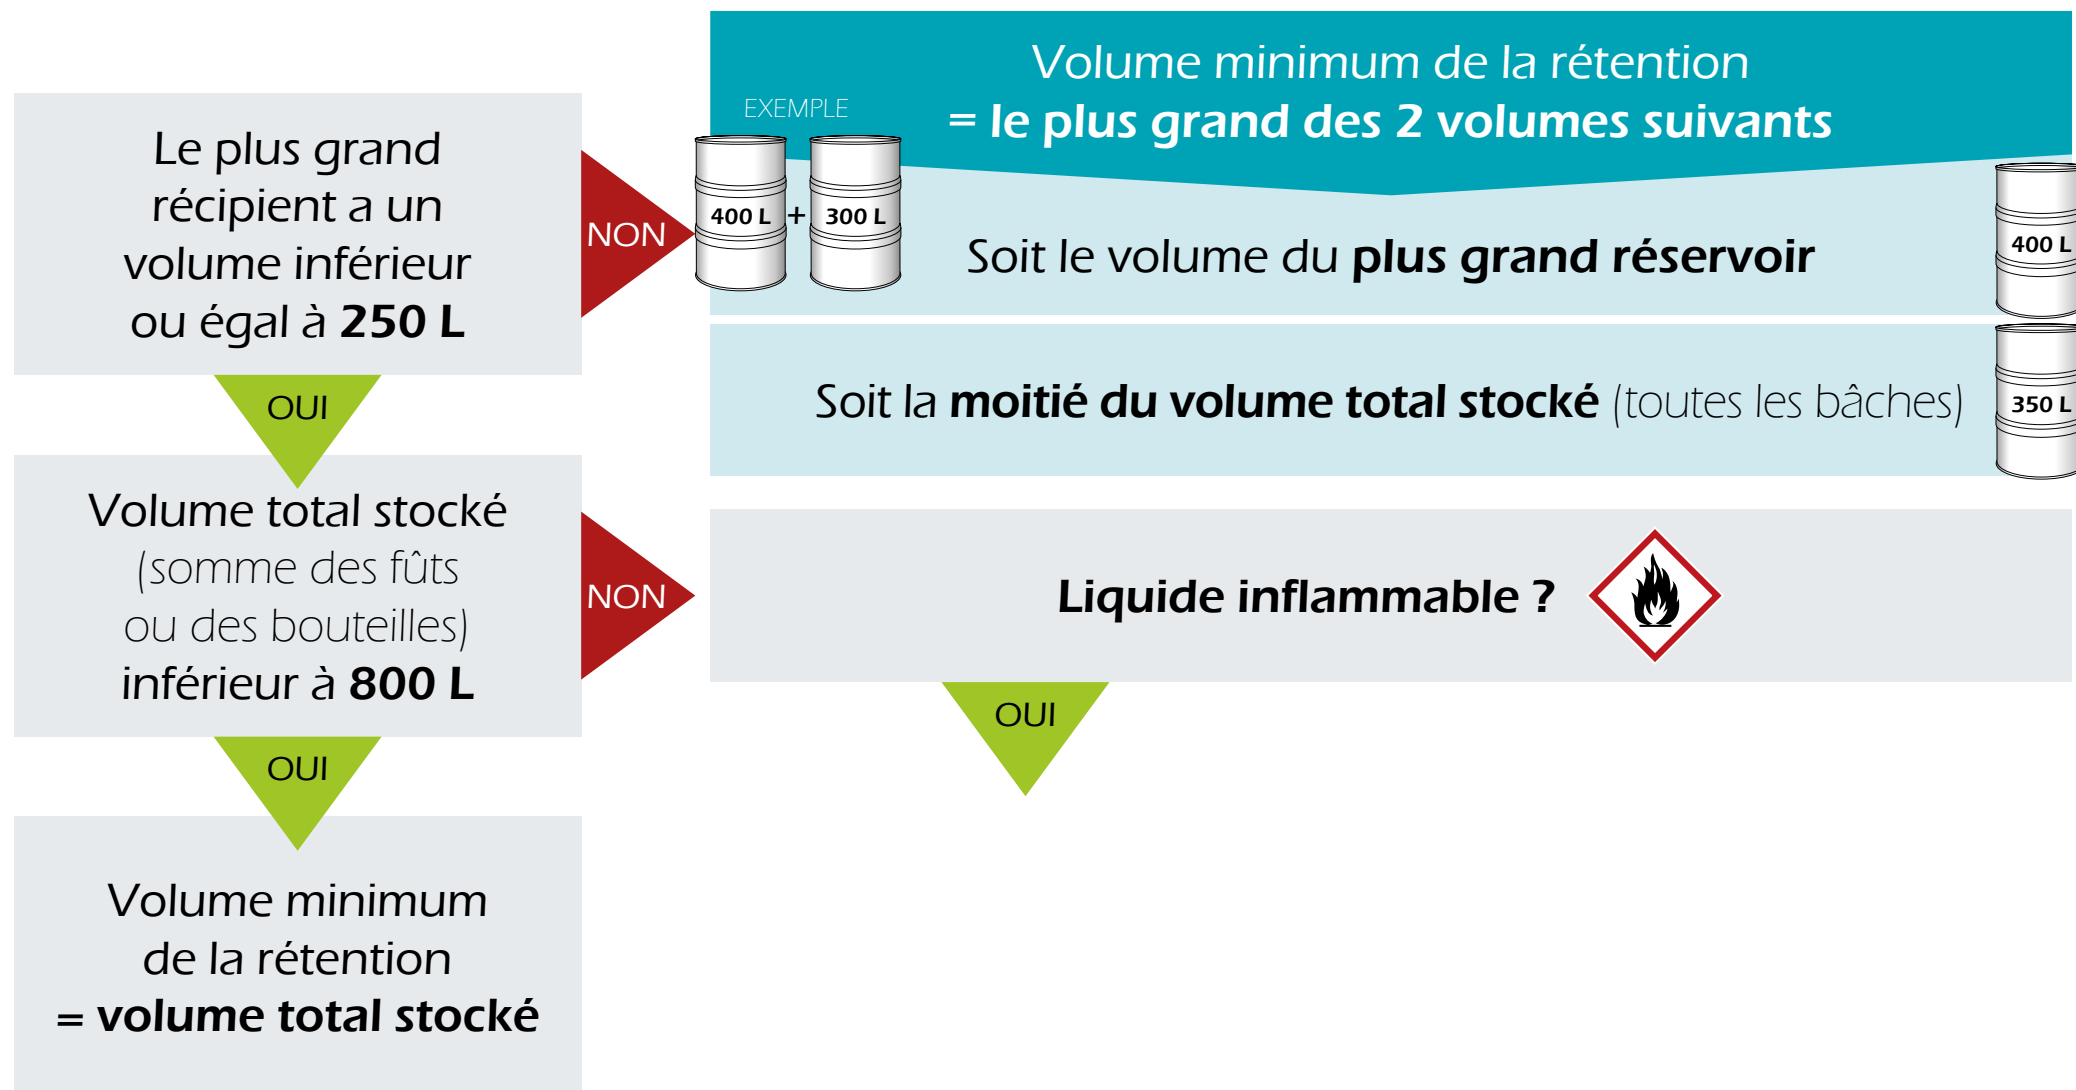 Le plus grand
récipient a un
volume inférieur
ou égal à 250 L
NON
EXEMPLE
400 L + 300 L
Volume minimum de la rétention
= le plus grand des 2 volumes suivants
Soit le volume du plus grand réservoir
400 L
Soit la moitié du volume total stocké (toutes les bâches)
350 L
OUI
Volume total stocké
(somme des fûts
ou des bouteilles)
inférieur à 800 L
NON
Liquide inflammable ?
OUI
OUI
Volume minimum
de la rétention
= volume total stocké